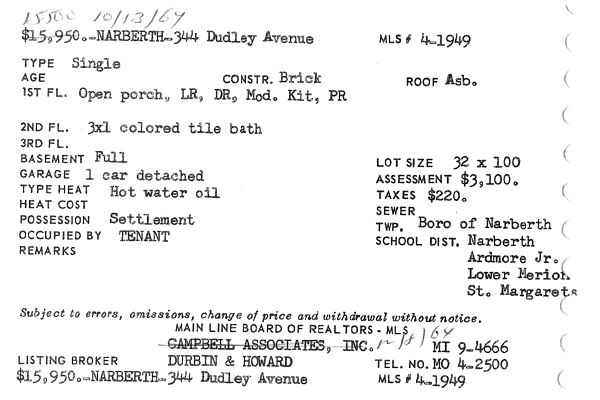 15500 10/13/64
$15,950.-NARBERTH-344 Dudley Avenue MLS # 4-1949
TYPE Single
AGE CONSTR. Brick ROOF Asb.
1ST FL. Open porch, LR, DR, Mod. Kit, PR
2ND FL. 3x1 colored tile bath
3RD FL.
BASEMENT Full LOT SIZE 32 x 100
GARAGE 1 car detached ASSESSMENT $3,100.
TYPE HEAT Hot water oil TAXES $220.
HEAT COST SEWER
POSSESSION Settlement TWP. Boro of Narberth
OCCUPIED BY TENANT SCHOOL DIST. Narberth
REMARKS Ardmore Jr.
Lower Merion
St. Margarets
Subject to errors, omissions, change of price and withdrawal without notice.
MAIN LINE BOARD OF REALTORS - MLS
CAMPBELL ASSOCIATES, INC. MI 9-4666
LISTING BROKER DURBIN & HOWARD TEL. NO. MO 4-2500
$15,950.-NARBERTH-344 Dudley Avenue MLS # 4-1949